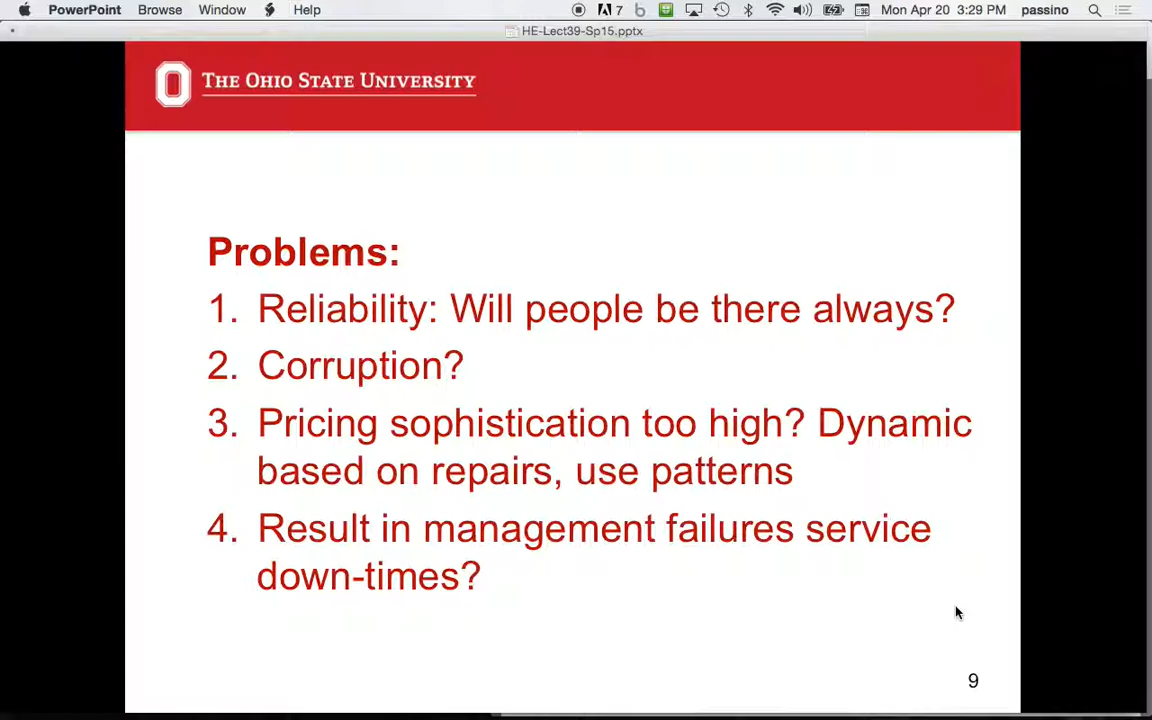 PowerPoint Browse Window Help 7 Mon Apr 20 3:29 PM passino
HE-Lect39-Sp15.pptx
THE OHIO STATE UNIVERSITY
Problems:
1. Reliability: Will people be there always?
2. Corruption?
3. Pricing sophistication too high? Dynamic
based on repairs, use patterns
4. Result in management failures service
down-times?
9